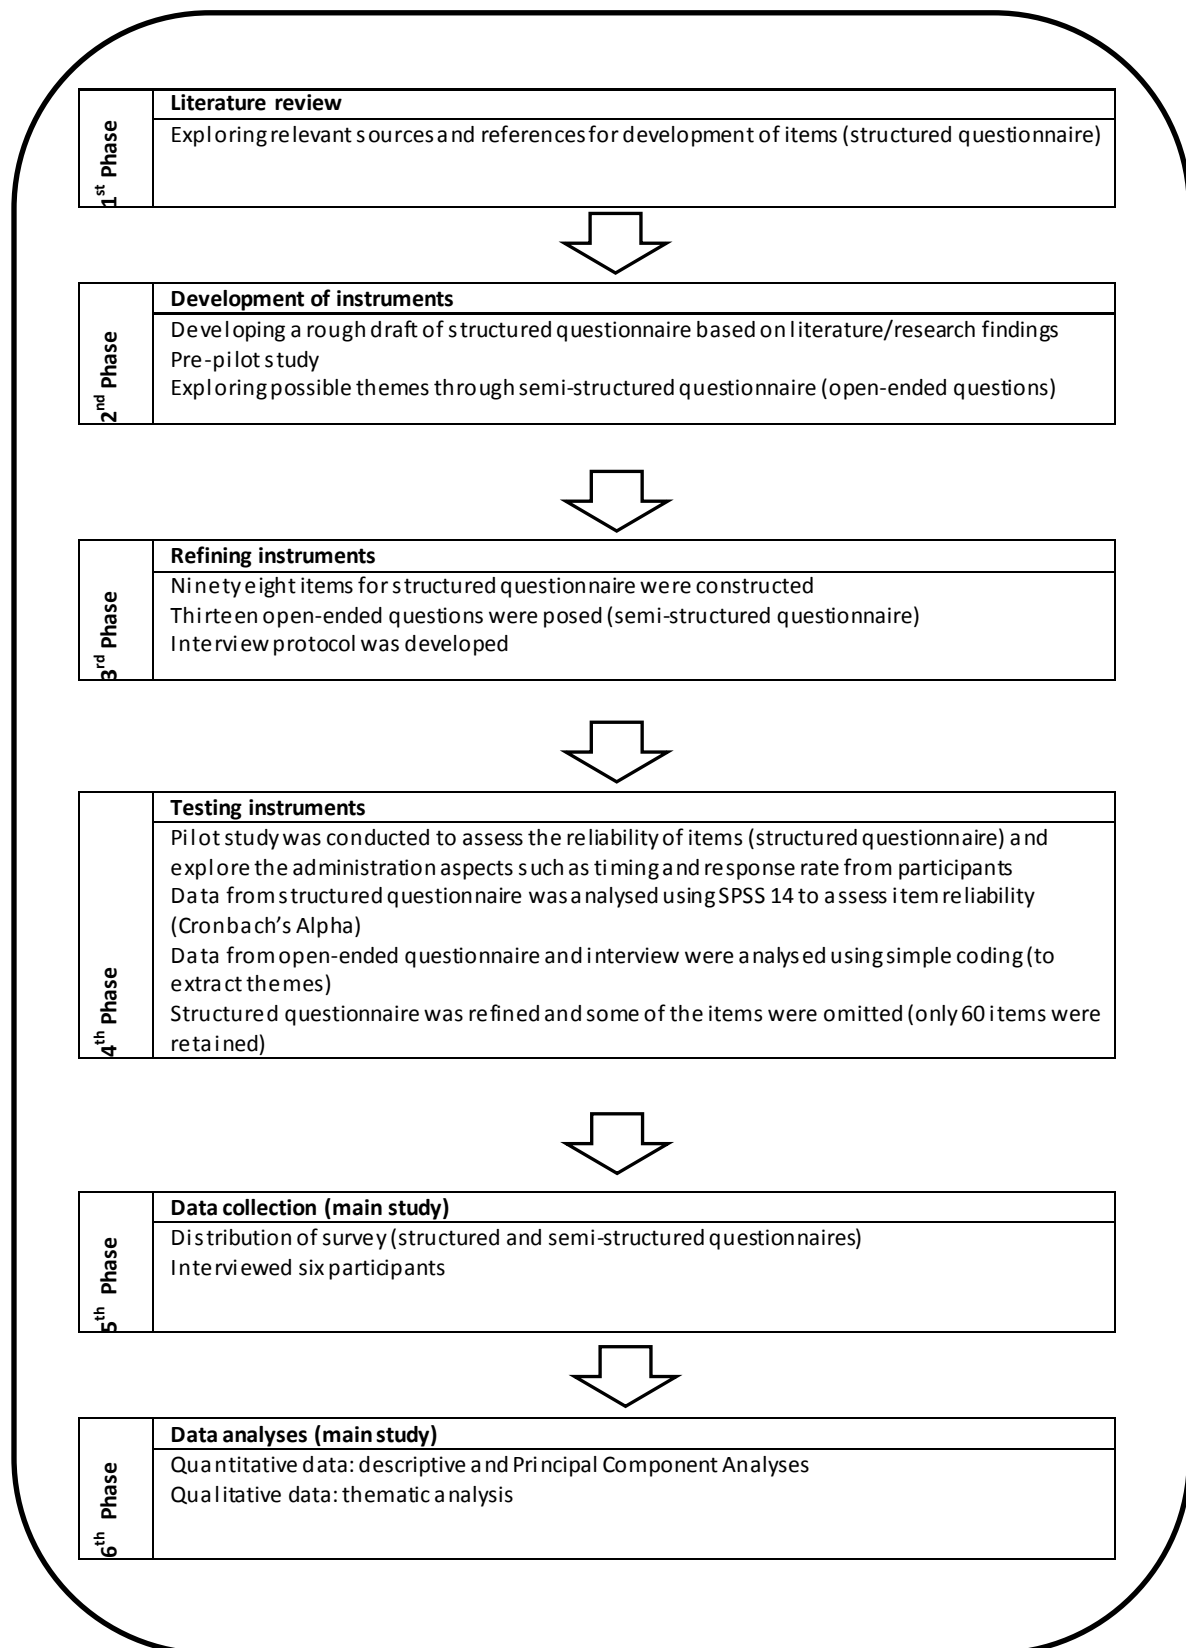 1st Phase
Literature review
Exploring relevant sources and references for development of items (structured questionnaire)
2nd Phase
Development of instruments
Developing a rough draft of structured questionnaire based on literature/research findings
Pre-pilot study
Exploring possible themes through semi-structured questionnaire (open-ended questions)
3rd Phase
Refining instruments
Ninety eight items for structured questionnaire were constructed
Thirteen open-ended questions were posed (semi-structured questionnaire)
Interview protocol was developed
4th Phase
Testing instruments
Pilot study was conducted to assess the reliability of items (structured questionnaire) and
explore the administration aspects such as timing and response rate from participants
Data from structured questionnaire was analysed using SPSS 14 to assess item reliability
(Cronbach's Alpha)
Data from open-ended questionnaire and interview were analysed using simple coding (to
extract themes)
Structured questionnaire was refined and some of the items were omitted (only 60 items were
retained)
5th Phase
Data collection (main study)
Distribution of survey (structured and semi-structured questionnaires)
Interviewed six participants
6th Phase
Data analyses (main study)
Quantitative data: descriptive and Principal Component Analyses
Qualitative data: thematic analysis